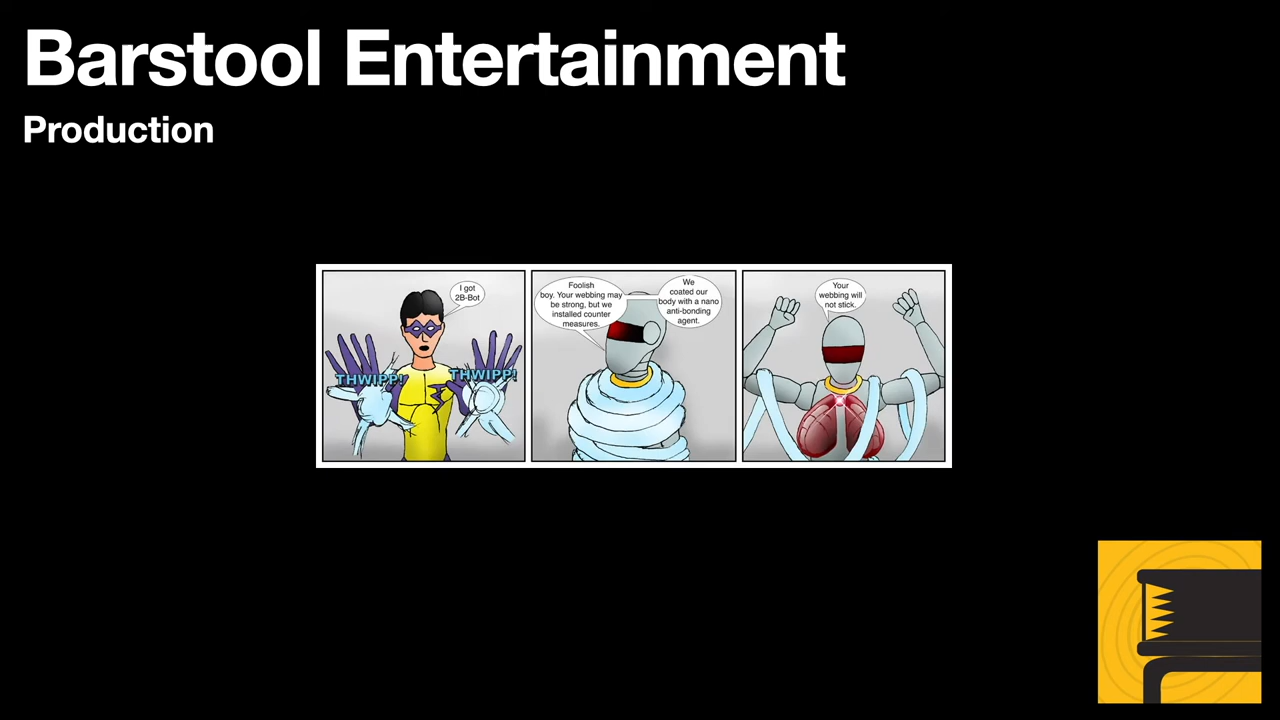 Barstool Entertainment
Production
I got
2B-Bot
THWIPP!
THWIPP!
Foolish
boy. Your webbing may
be strong, but we
installed counter
measures.
We
coated our
body with a nano
anti-bonding
agent.
Your
webbing will
not stick.